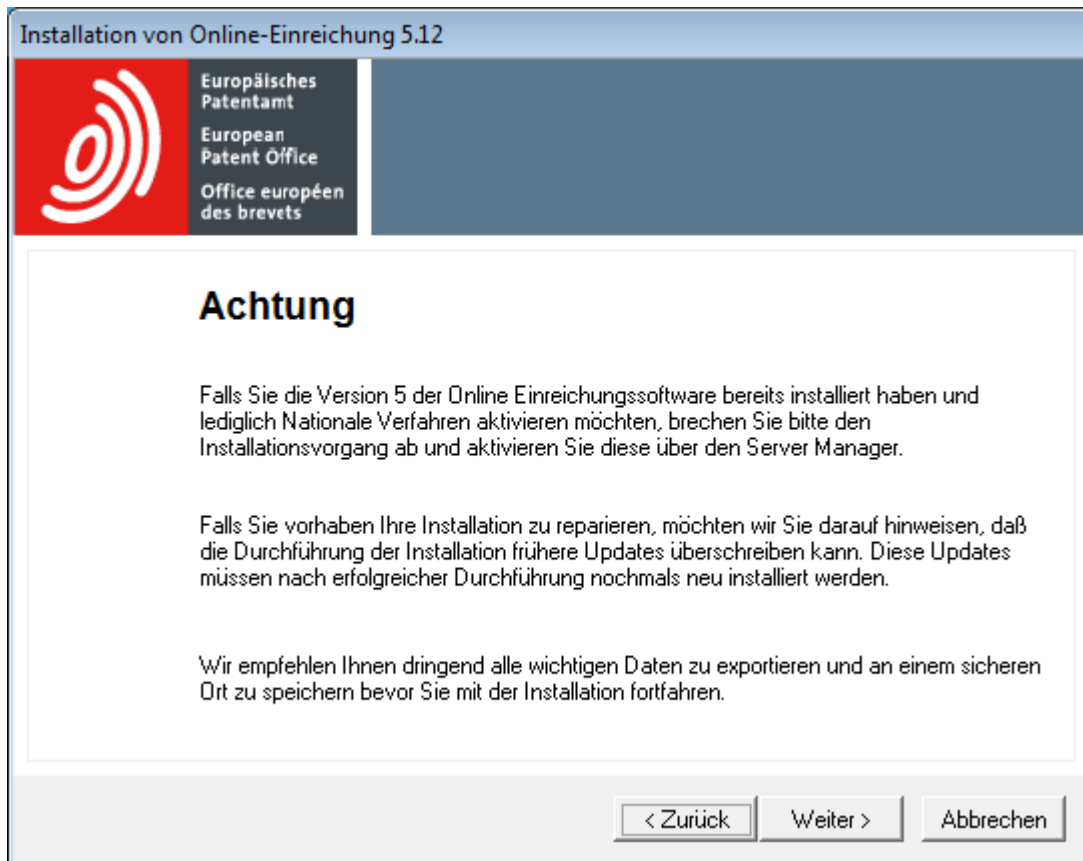 Installation von Online-Einreichung 5.12
Europäisches
Patentamt
European
Patent Office
Office européen
des brevets
Achtung
Falls Sie die Version 5 der Online Einreichungssoftware bereits installiert haben und
lediglich Nationale Verfahren aktivieren möchten, brechen Sie bitte den
Installationsvorgang ab und aktivieren Sie diese über den Server Manager.
Falls Sie vorhaben Ihre Installation zu reparieren, möchten wir Sie darauf hinweisen, daß
die Durchführung der Installation frühere Updates überschreiben kann. Diese Updates
müssen nach erfolgreicher Durchführung nochmals neu installiert werden.
Wir empfehlen Ihnen dringend alle wichtigen Daten zu exportieren und an einem sicheren
Ort zu speichern bevor Sie mit der Installation fortfahren.
< Zurück Weiter > Abbrechen